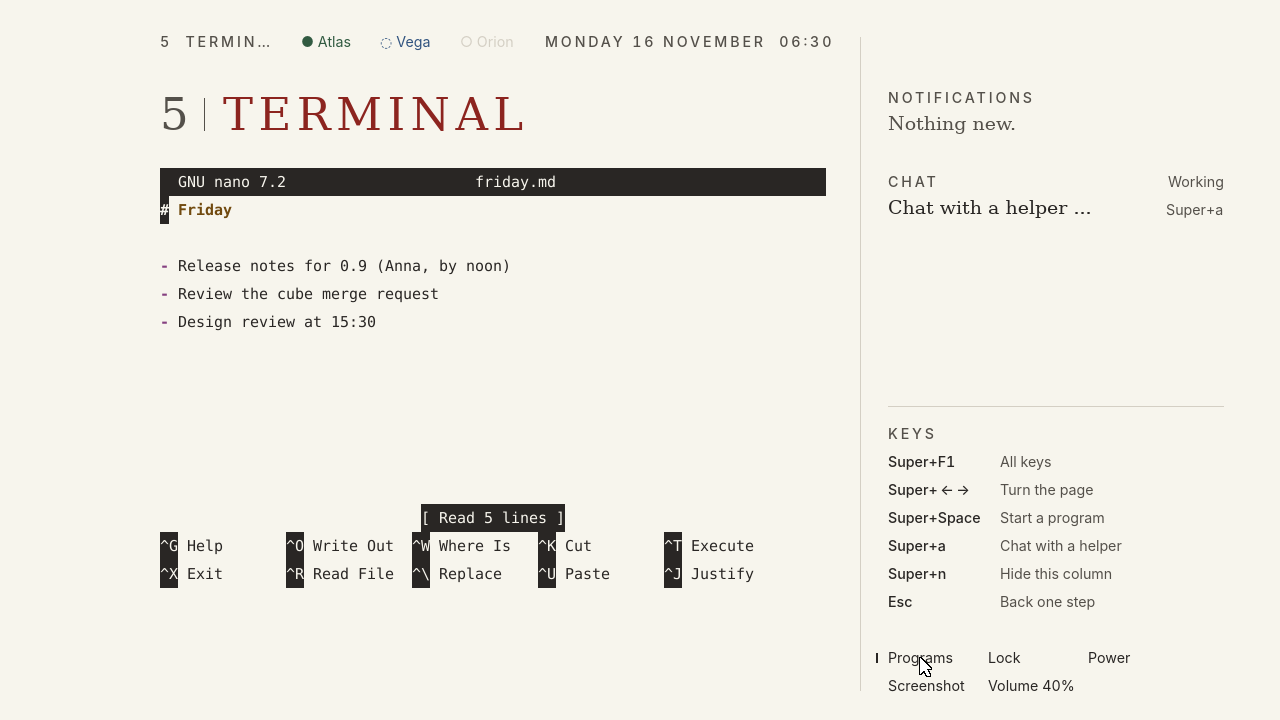 5 TERMIN… Atlas Vega Orion MONDAY 16 NOVEMBER 06:30
5 TERMINAL
GNU nano 7.2 friday.md
# Friday
- Release notes for 0.9 (Anna, by noon)
- Review the cube merge request
- Design review at 15:30
[ Read 5 lines ]
^G Help ^O Write Out ^W Where Is ^K Cut ^T Execute
^X Exit ^R Read File ^\ Replace ^U Paste ^J Justify
NOTIFICATIONS
Nothing new.
CHAT Working
Chat with a helper … Super+a
KEYS
Super+F1 All keys
Super+←→ Turn the page
Super+Space Start a program
Super+a Chat with a helper
Super+n Hide this column
Esc Back one step
Programs Lock Power
Screenshot Volume 40%